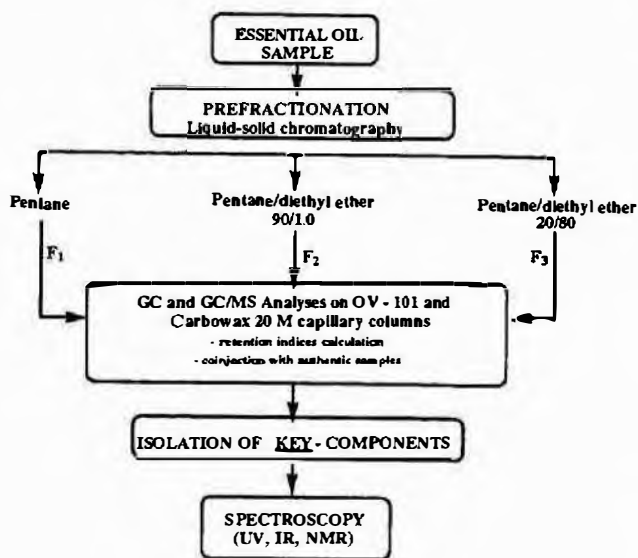 ESSENTIAL OIL
SAMPLE
PREFRACTIONATION
Liquid-solid chromatography
Pentane
Pentane/diethyl ether
90/1.0
Pentane/diethyl ether
20/80
F1
F2
F3
GC and GC/MS Analyses on OV - 101 and
Carbowax 20 M capillary columns
- retention indices calculation
- coinjection with authentic samples
ISOLATION OF KEY - COMPONENTS
SPECTROSCOPY
(UV, IR, NMR)